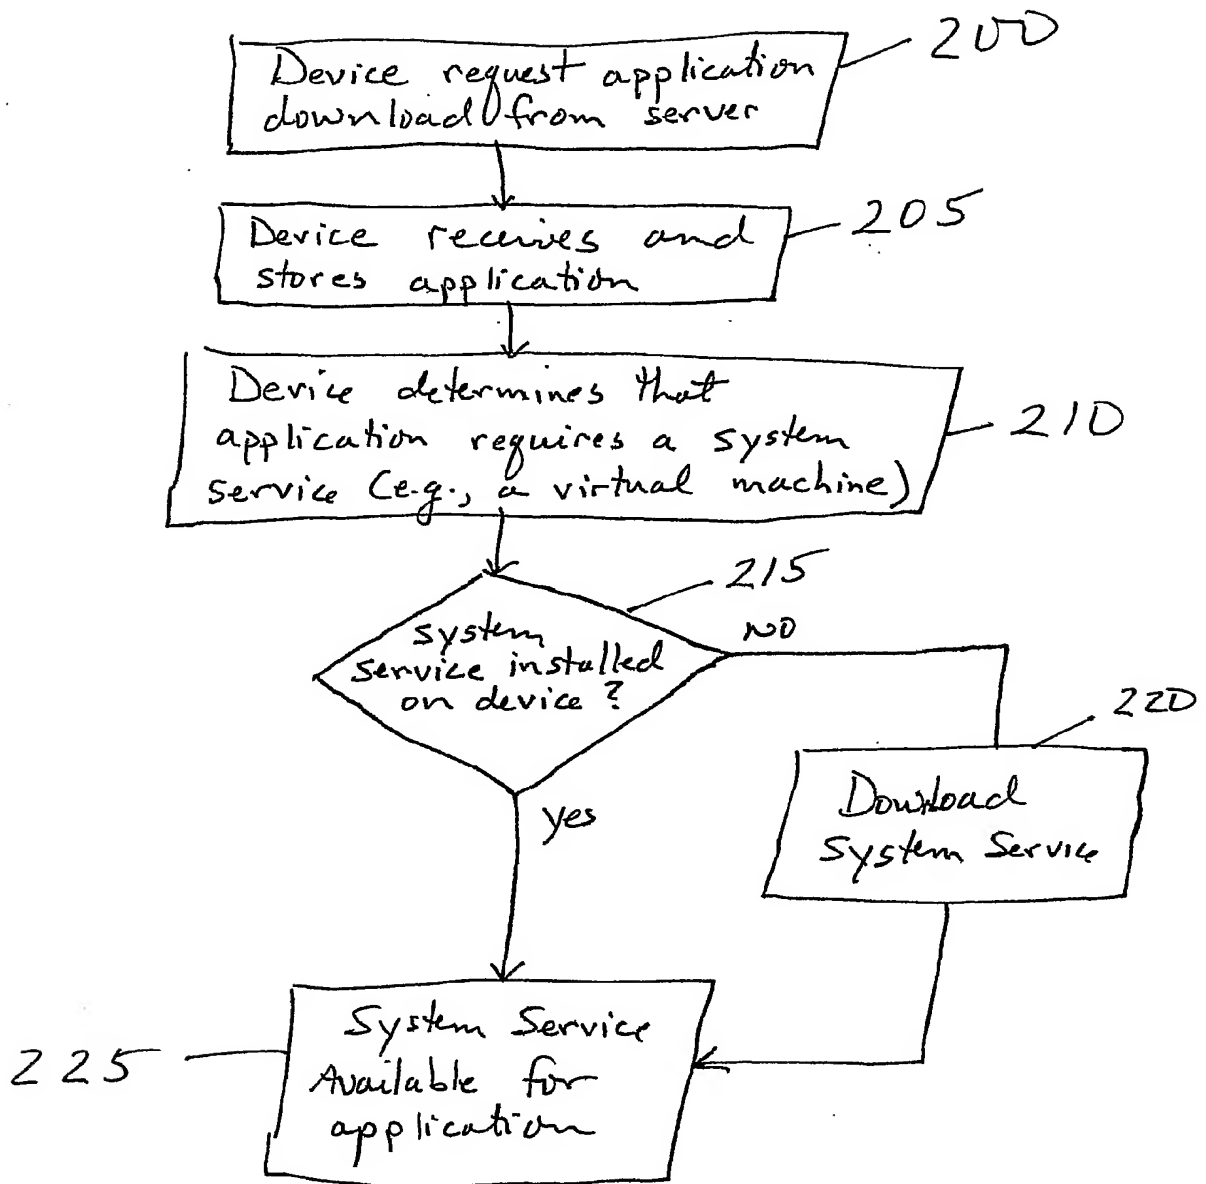 200
Device request application
download from server
205
Device receives and
stores application
210
Device determines that
application requires a system
service (e.g., a virtual machine)
215
system
service installed
on device?
no
yes
220
Download
System Service
225
System Service
Available for
application